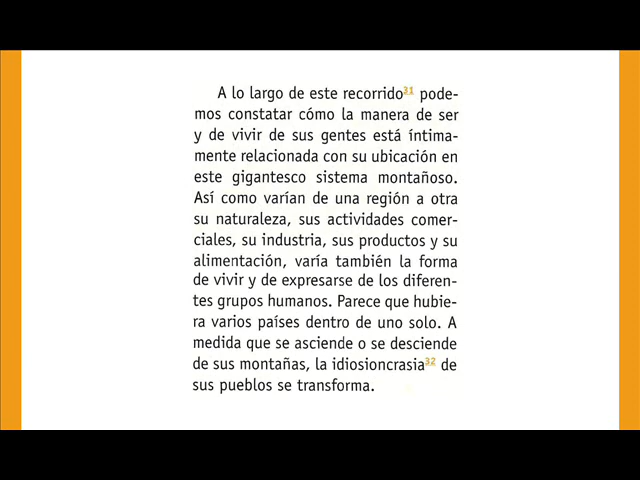 A lo largo de este recorrido31 pode-
mos constatar cómo la manera de ser
y de vivir de sus gentes está íntima-
mente relacionada con su ubicación en
este gigantesco sistema montañoso.
Así como varían de una región a otra
su naturaleza, sus actividades comer-
ciales, su industria, sus productos y su
alimentación, varía también la forma
de vivir y de expresarse de los diferen-
tes grupos humanos. Parece que hubie-
ra varios países dentro de uno solo. A
medida que se asciende o se desciende
de sus montañas, la idiosioncrasia32 de
sus pueblos se transforma.